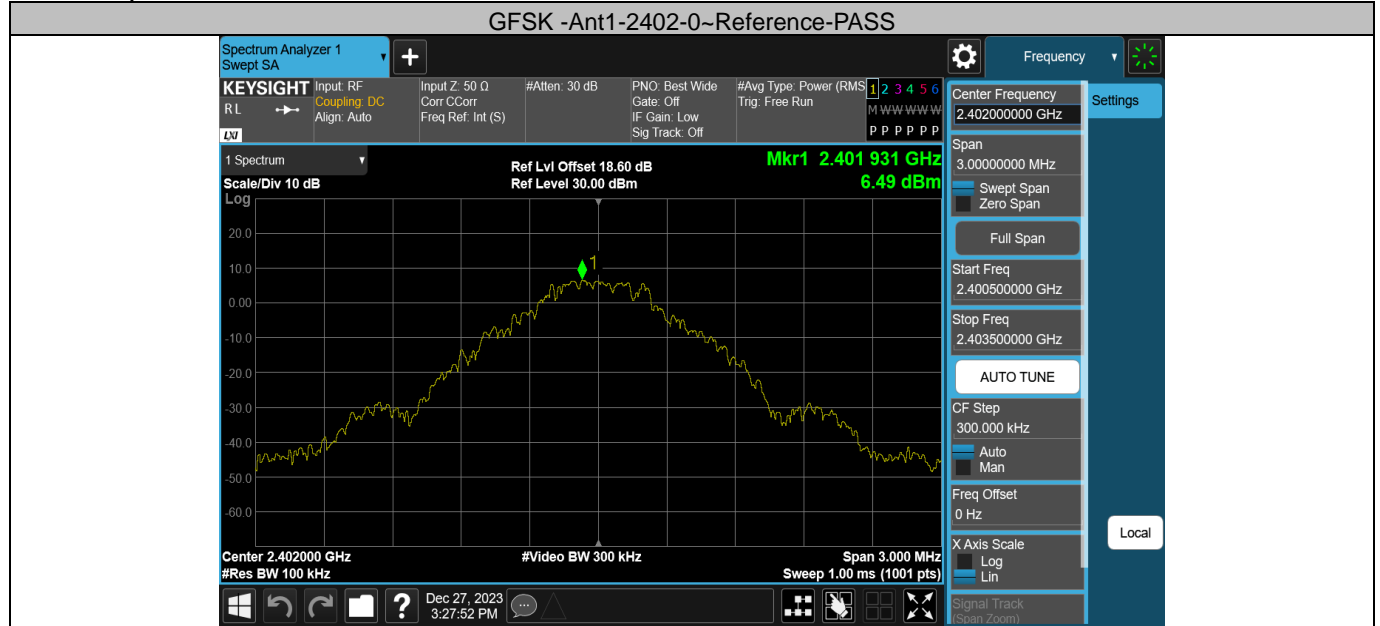 GFSK -Ant1-2402-0~Reference-PASS
Spectrum Analyzer 1
Swept SA
+
Frequency
KEYSIGHT
R L
LXI
Input: RF
Coupling: DC
Align: Auto
Input Z: 50 Ω
Corr CCorr
Freq Ref: Int (S)
#Atten: 30 dB
PNO: Best Wide
Gate: Off
IF Gain: Low
Sig Track: Off
#Avg Type: Power (RMS
Trig: Free Run
1 2 3 4 5 6
M W W W W W
P P P P P P
1 Spectrum
Scale/Div 10 dB
Ref Lvl Offset 18.60 dB
Ref Level 30.00 dBm
Mkr1 2.401 931 GHz
6.49 dBm
Log
20.0
10.0
0.00
-10.0
-20.0
-30.0
-40.0
-50.0
-60.0
1
Center 2.402000 GHz
#Res BW 100 kHz
#Video BW 300 kHz
Span 3.000 MHz
Sweep 1.00 ms (1001 pts)
Dec 27, 2023
3:27:52 PM
?
Center Frequency
2.402000000 GHz
Settings
Span
3.00000000 MHz
Swept Span
Zero Span
Full Span
Start Freq
2.400500000 GHz
Stop Freq
2.403500000 GHz
AUTO TUNE
CF Step
300.000 kHz
Auto
Man
Freq Offset
0 Hz
Local
X Axis Scale
Log
Lin
Signal Track
(Span Zoom)